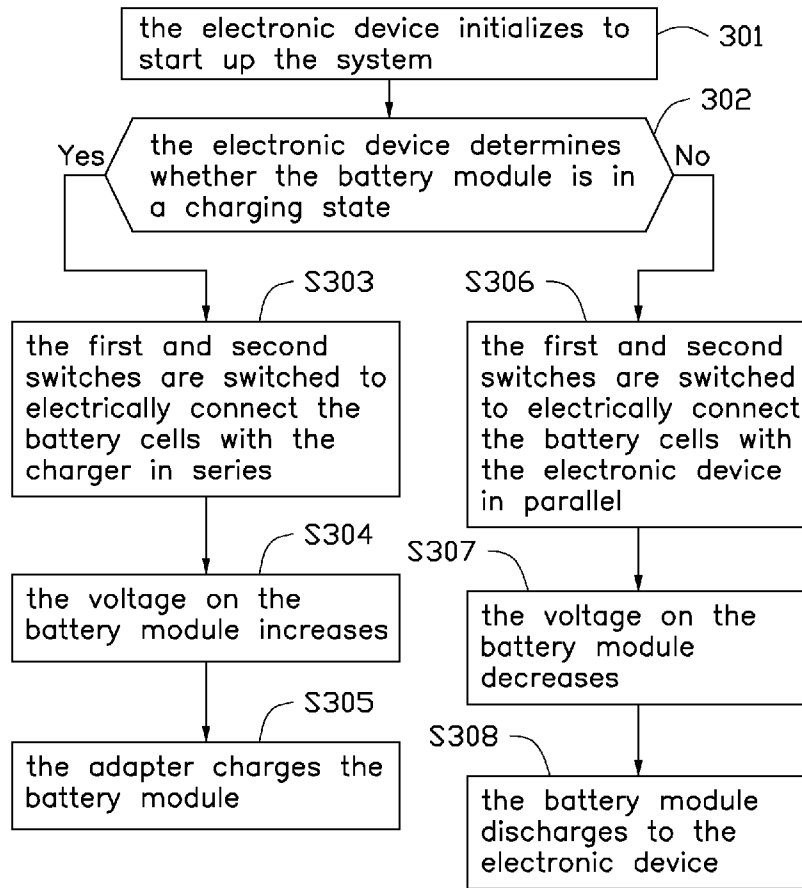 the electronic device initializes to
start up the system
301
302
Yes
the electronic device determines
whether the battery module is in
a charging state
No
S303
the first and second
switches are switched to
electrically connect the
battery cells with the
charger in series
S304
the voltage on the
battery module increases
S305
the adapter charges the
battery module
S306
the first and second
switches are switched
to electrically connect
the battery cells with
the electronic device
in parallel
S307
the voltage on the
battery module
decreases
S308
the battery module
discharges to the
electronic device